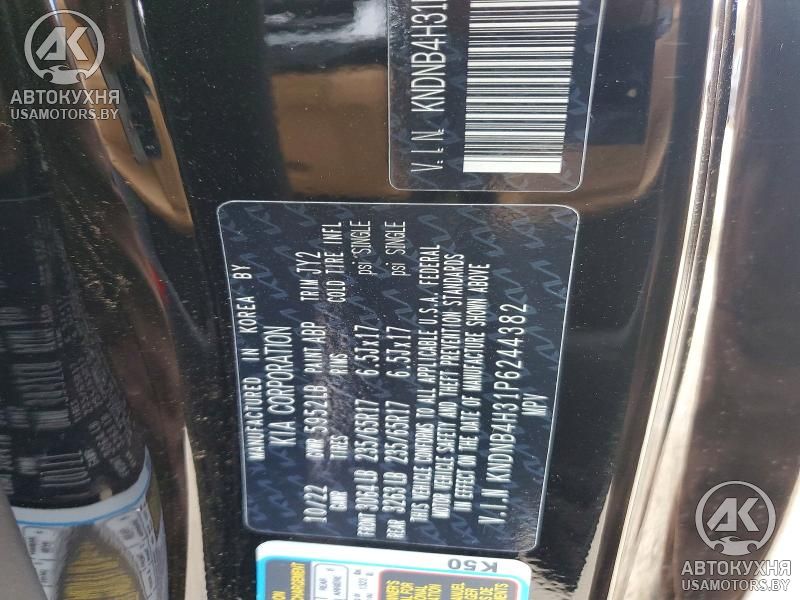 АВТОКУХНЯ
USAMOTORS.BY
V.I.N. KNDNB4H31
MANUFACTURED IN KOREA BY
KIA CORPORATION
10/22 GVWR 5952LB PAINT ABP TRIM JY2
GAWR TIRES RIMS COLD TIRE INFL
FRONT 3064LB 235/65R17 6.5JX17 psi SINGLE
REAR 3263LB 235/65R17 6.5JX17 psi SINGLE
THIS VEHICLE CONFORMS TO ALL APPLICABLE U.S.A. FEDERAL
MOTOR VEHICLE SAFETY AND THEFT PREVENTION STANDARDS
IN EFFECT ON THE DATE OF MANUFACTURE SHOWN ABOVE
V.I.N KNDNB4H31P6244382
MPV
K50
АВТОКУХНЯ
USAMOTORS.BY